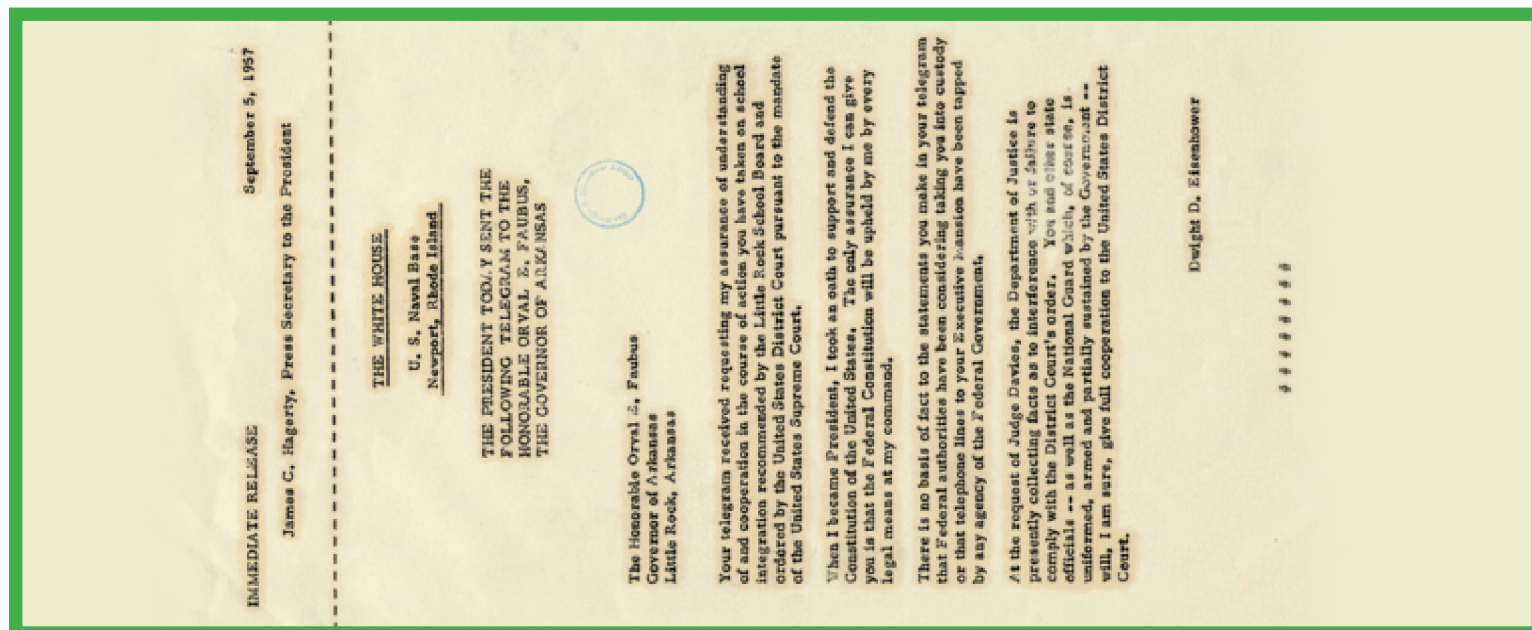 IMMEDIATE RELEASE September 5, 1957
James C. Hagerty, Press Secretary to the President
THE WHITE HOUSE
U. S. Naval Base
Newport, Rhode Island
THE PRESIDENT TODAY SENT THE
FOLLOWING TELEGRAM TO THE
HONORABLE ORVAL E. FAUBUS,
THE GOVERNOR OF ARKANSAS
The Honorable Orval E. Faubus
Governor of Arkansas
Little Rock, Arkansas
Your telegram received requesting my assurance of understanding
of and cooperation in the course of action you have taken on school
integration recommended by the Little Rock School Board and
ordered by the United States District Court pursuant to the mandate
of the United States Supreme Court.
When I became President, I took an oath to support and defend the
Constitution of the United States. The only assurance I can give
you is that the Federal Constitution will be upheld by me by every
legal means at my command.
There is no basis of fact to the statements you make in your telegram
that Federal authorities have been considering taking you into custody
or that telephone lines to your Executive Mansion have been tapped
by any agency of the Federal Government.
At the request of Judge Davies, the Department of Justice is
presently collecting facts as to interference with or failure to
comply with the District Court's order. You and other state
officials -- as well as the National Guard which, of course, is
uniformed, armed and partially sustained by the Government --
will, I am sure, give full cooperation to the United States District
Court.
Dwight D. Eisenhower
# # # # # # # #